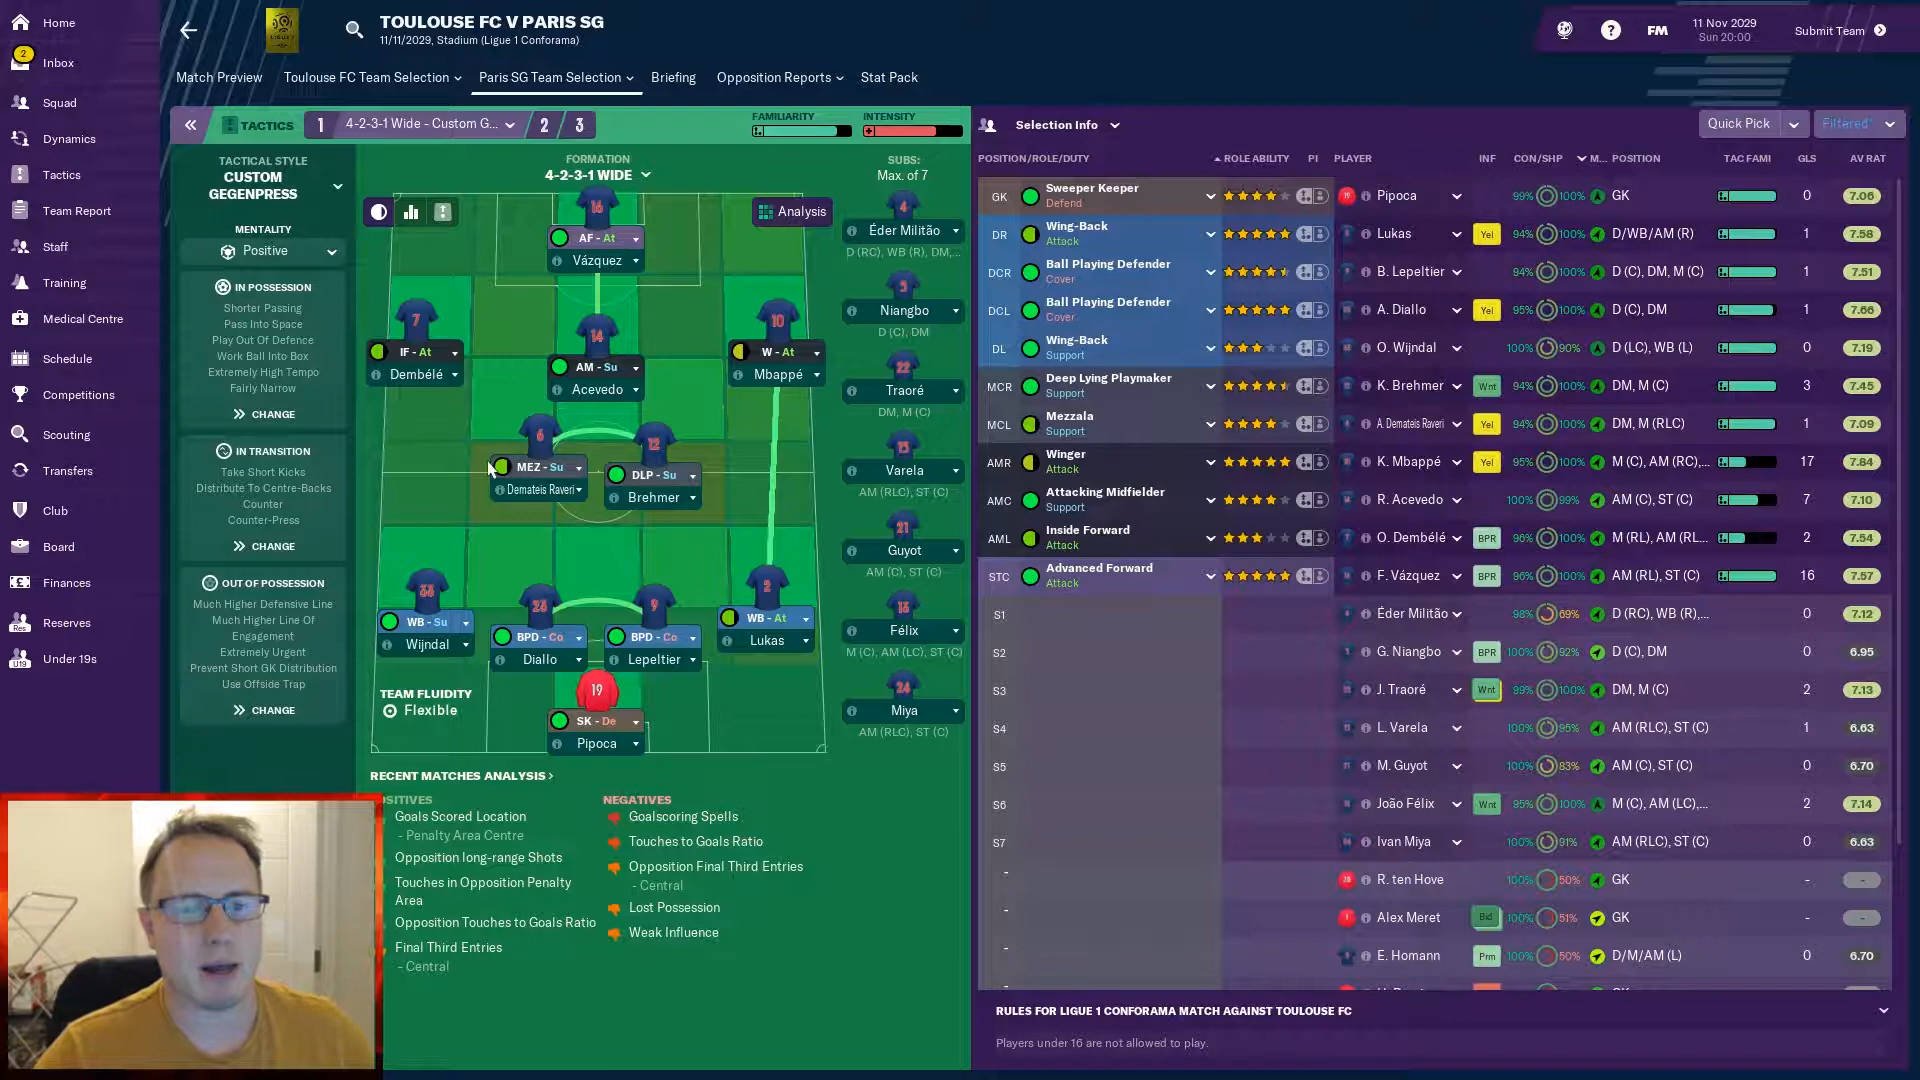 Home
2
Inbox
Squad
Dynamics
Tactics
Team Report
Staff
Training
Medical Centre
Schedule
Competitions
Scouting
Transfers
Club
Board
Finances
Res
Reserves
U19
Under 19s
TOULOUSE FC V PARIS SG
11/11/2029, Stadium (Ligue 1 Conforama)
? FM
11 Nov 2029
Sun 20:00
Submit Team
Match Preview Toulouse FC Team Selection Paris SG Team Selection Briefing Opposition Reports Stat Pack
TACTICS 1 4-2-3-1 Wide - Custom G... 2 3
FAMILIARITY INTENSITY
TACTICAL STYLE
CUSTOM
GEGENPRESS
MENTALITY
Positive
IN POSSESSION
Shorter Passing
Pass Into Space
Play Out Of Defence
Work Ball Into Box
Extremely High Tempo
Fairly Narrow
CHANGE
IN TRANSITION
Take Short Kicks
Distribute To Centre-Backs
Counter
Counter-Press
CHANGE
OUT OF POSSESSION
Much Higher Defensive Line
Much Higher Line Of
Engagement
Extremely Urgent
Prevent Short GK Distribution
Use Offside Trap
CHANGE
FORMATION
4-2-3-1 WIDE
Analysis
16
AF - At
Vázquez
7
IF - At
Dembélé
14
AM - Su
Acevedo
10
W - At
Mbappé
6
MEZ - Su
Demateis Raveri
12
DLP - Su
Brehmer
33
WB - Su
Wijndal
23
BPD - Co
Diallo
9
BPD - Co
Lepeltier
2
WB - At
Lukas
19
SK - De
Pipoca
TEAM FLUIDITY
Flexible
SUBS:
Max. of 7
4
Éder Militão
D (RC), WB (R), DM,...
Niangbo
D (C), DM
22
Traoré
DM, M (C)
Varela
AM (RLC), ST (C)
21
Guyot
AM (C), ST (C)
Félix
M (C), AM (LC), ST (C)
24
Miya
AM (RLC), ST (C)
RECENT MATCHES ANALYSIS
SITIVES
Goals Scored Location
- Penalty Area Centre
Opposition long-range Shots
Touches in Opposition Penalty
Area
Opposition Touches to Goals Ratio
Final Third Entries
- Central
NEGATIVES
Goalscoring Spells
Touches to Goals Ratio
Opposition Final Third Entries
- Central
Lost Possession
Weak Influence
Selection Info
Quick Pick Filtered
POSITION/ROLE/DUTY ROLE ABILITY PI PLAYER INF CON/SHP M... POSITION TAC FAMI GLS AV RAT
GK Sweeper Keeper Defend Pipoca 99% 100% GK 0 7.06
DR Wing-Back Attack Lukas Yel 94% 100% D/WB/AM (R) 1 7.58
DCR Ball Playing Defender Cover B. Lepeltier 94% 100% D (C), DM, M (C) 1 7.51
DCL Ball Playing Defender Cover A. Diallo Yel 95% 100% D (C), DM 1 7.66
DL Wing-Back Support O. Wijndal 100% 90% D (LC), WB (L) 0 7.19
MCR Deep Lying Playmaker Support K. Brehmer Wnt 94% 100% DM, M (C) 3 7.45
MCL Mezzala Support A. Demateis Raveri Yel 94% 100% DM, M (RLC) 1 7.09
AMR Winger Attack K. Mbappé Yel 95% 100% M (C), AM (RC),... 17 7.84
AMC Attacking Midfielder Support R. Acevedo 100% 99% AM (C), ST (C) 7 7.10
AML Inside Forward Attack O. Dembélé BPR 96% 100% M (RL), AM (RL... 2 7.54
STC Advanced Forward Attack F. Vázquez BPR 96% 100% AM (RL), ST (C) 16 7.57
S1 Éder Militão 98% 69% D (RC), WB (R),... 0 7.12
S2 G. Niangbo BPR 100% 92% D (C), DM 0 6.95
S3 J. Traoré Wnt 99% 100% DM, M (C) 2 7.13
S4 L. Varela 100% 95% AM (RLC), ST (C) 1 6.63
S5 M. Guyot 100% 83% AM (C), ST (C) 0 6.70
S6 João Félix Wnt 95% 100% M (C), AM (LC),... 2 7.14
S7 Ivan Miya 100% 91% AM (RLC), ST (C) 0 6.63
- R. ten Hove 100% 50% GK - -
- Alex Meret Bid 100% 51% GK - -
- E. Homann Prm 100% 50% D/M/AM (L) 0 6.70
RULES FOR LIGUE 1 CONFORAMA MATCH AGAINST TOULOUSE FC
Players under 16 are not allowed to play.